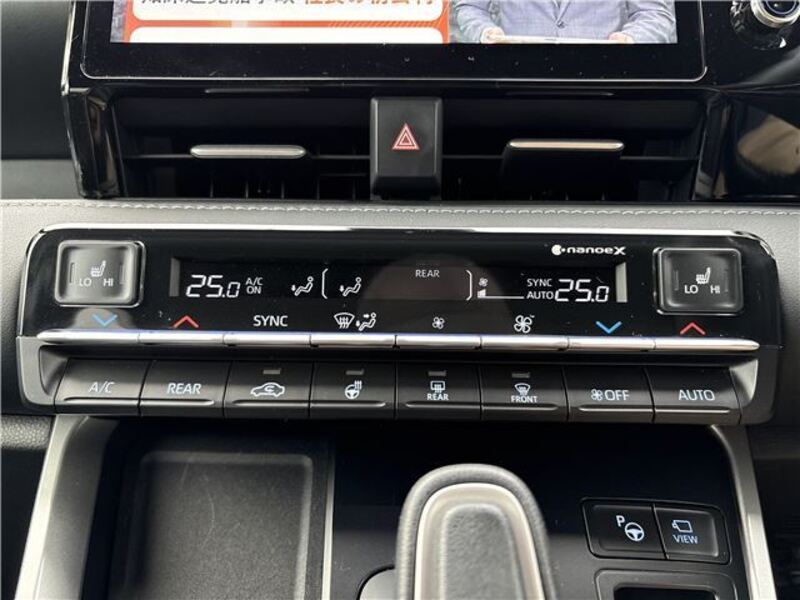 nanoeX
LO HI
25.0
A/C ON
REAR
SYNC
AUTO
25.0
LO HI
SYNC
A/C
REAR
REAR
FRONT
OFF
AUTO
P
VIEW